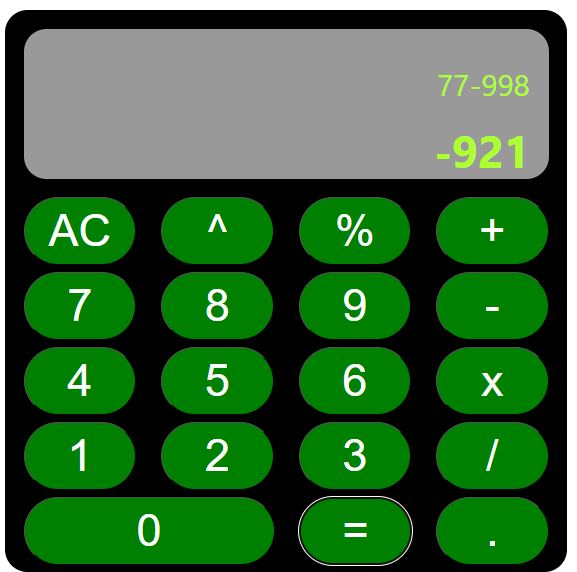 77-998
-921
AC ^ % +
7 8 9 -
4 5 6 x
1 2 3 /
0 = .